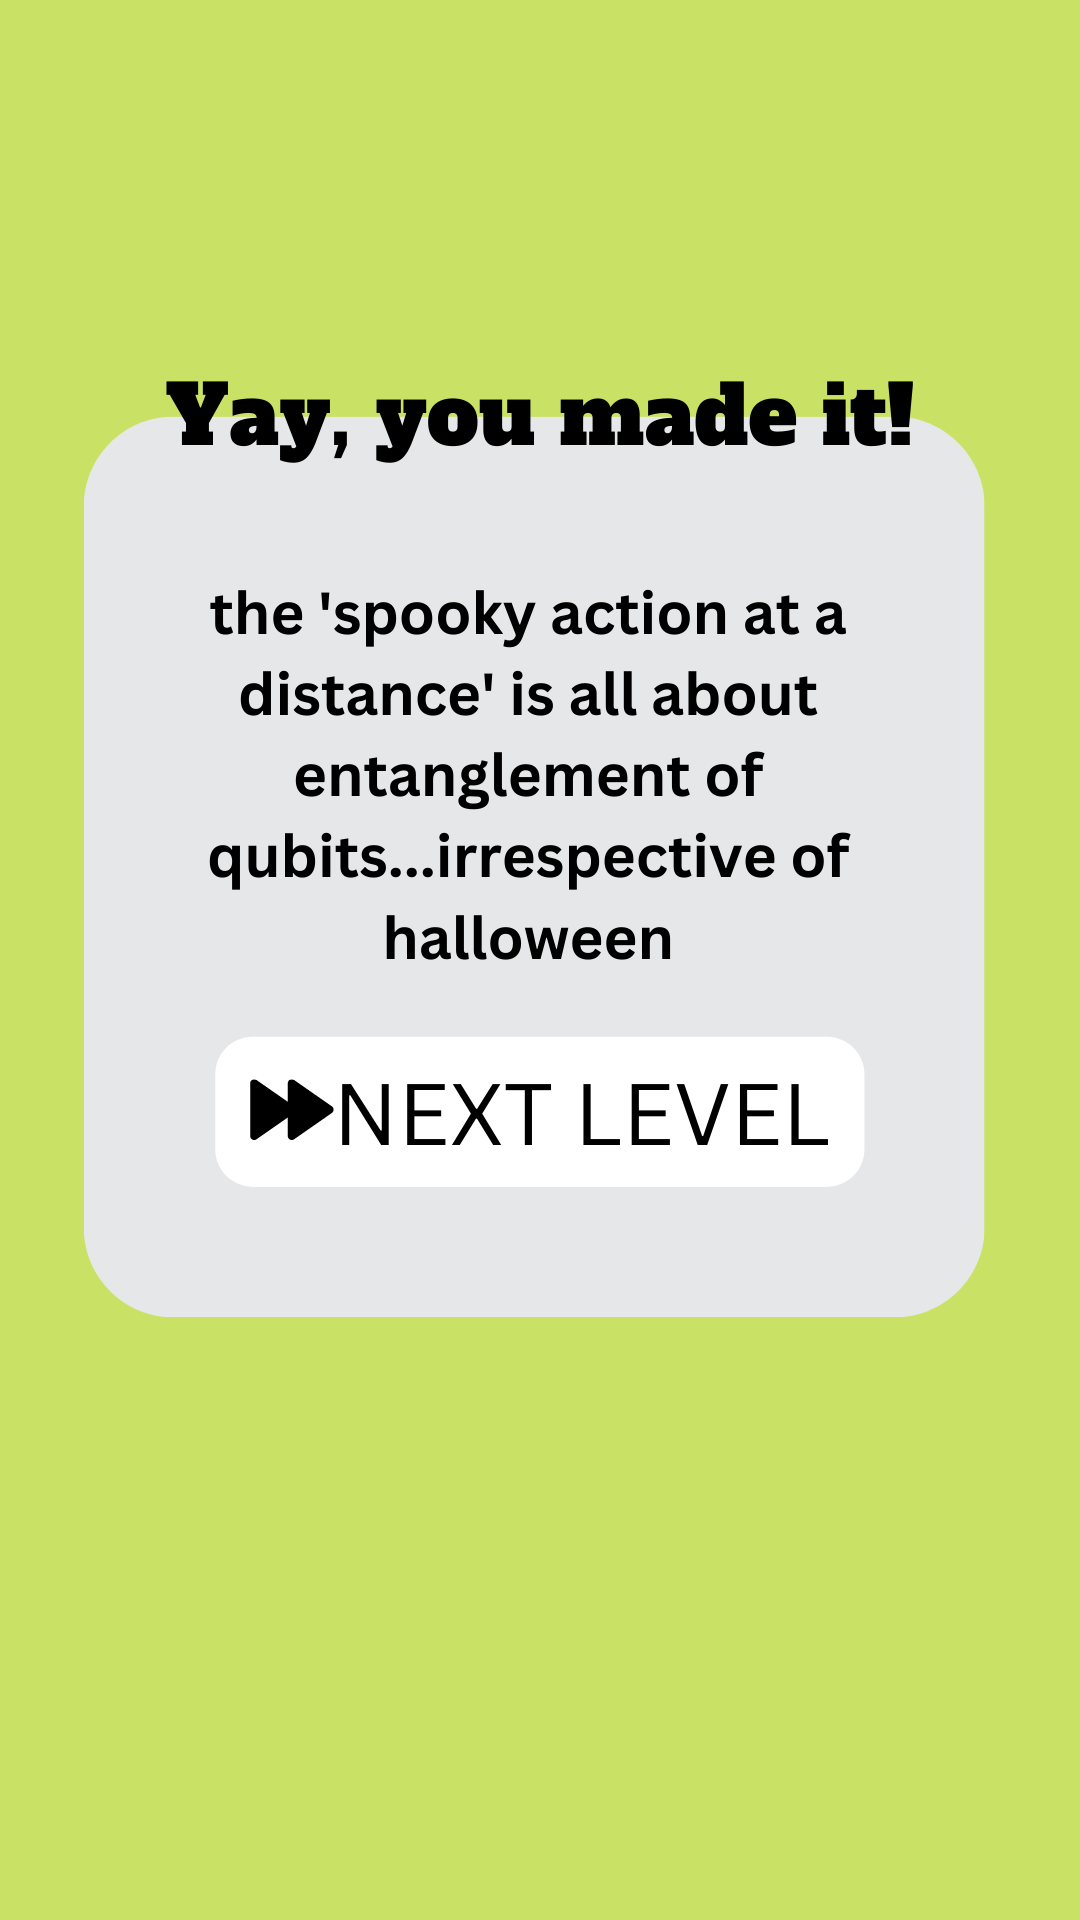 Yay, you made it!
the 'spooky action at a
distance' is all about
entanglement of
qubits...irrespective of
halloween
NEXT LEVEL